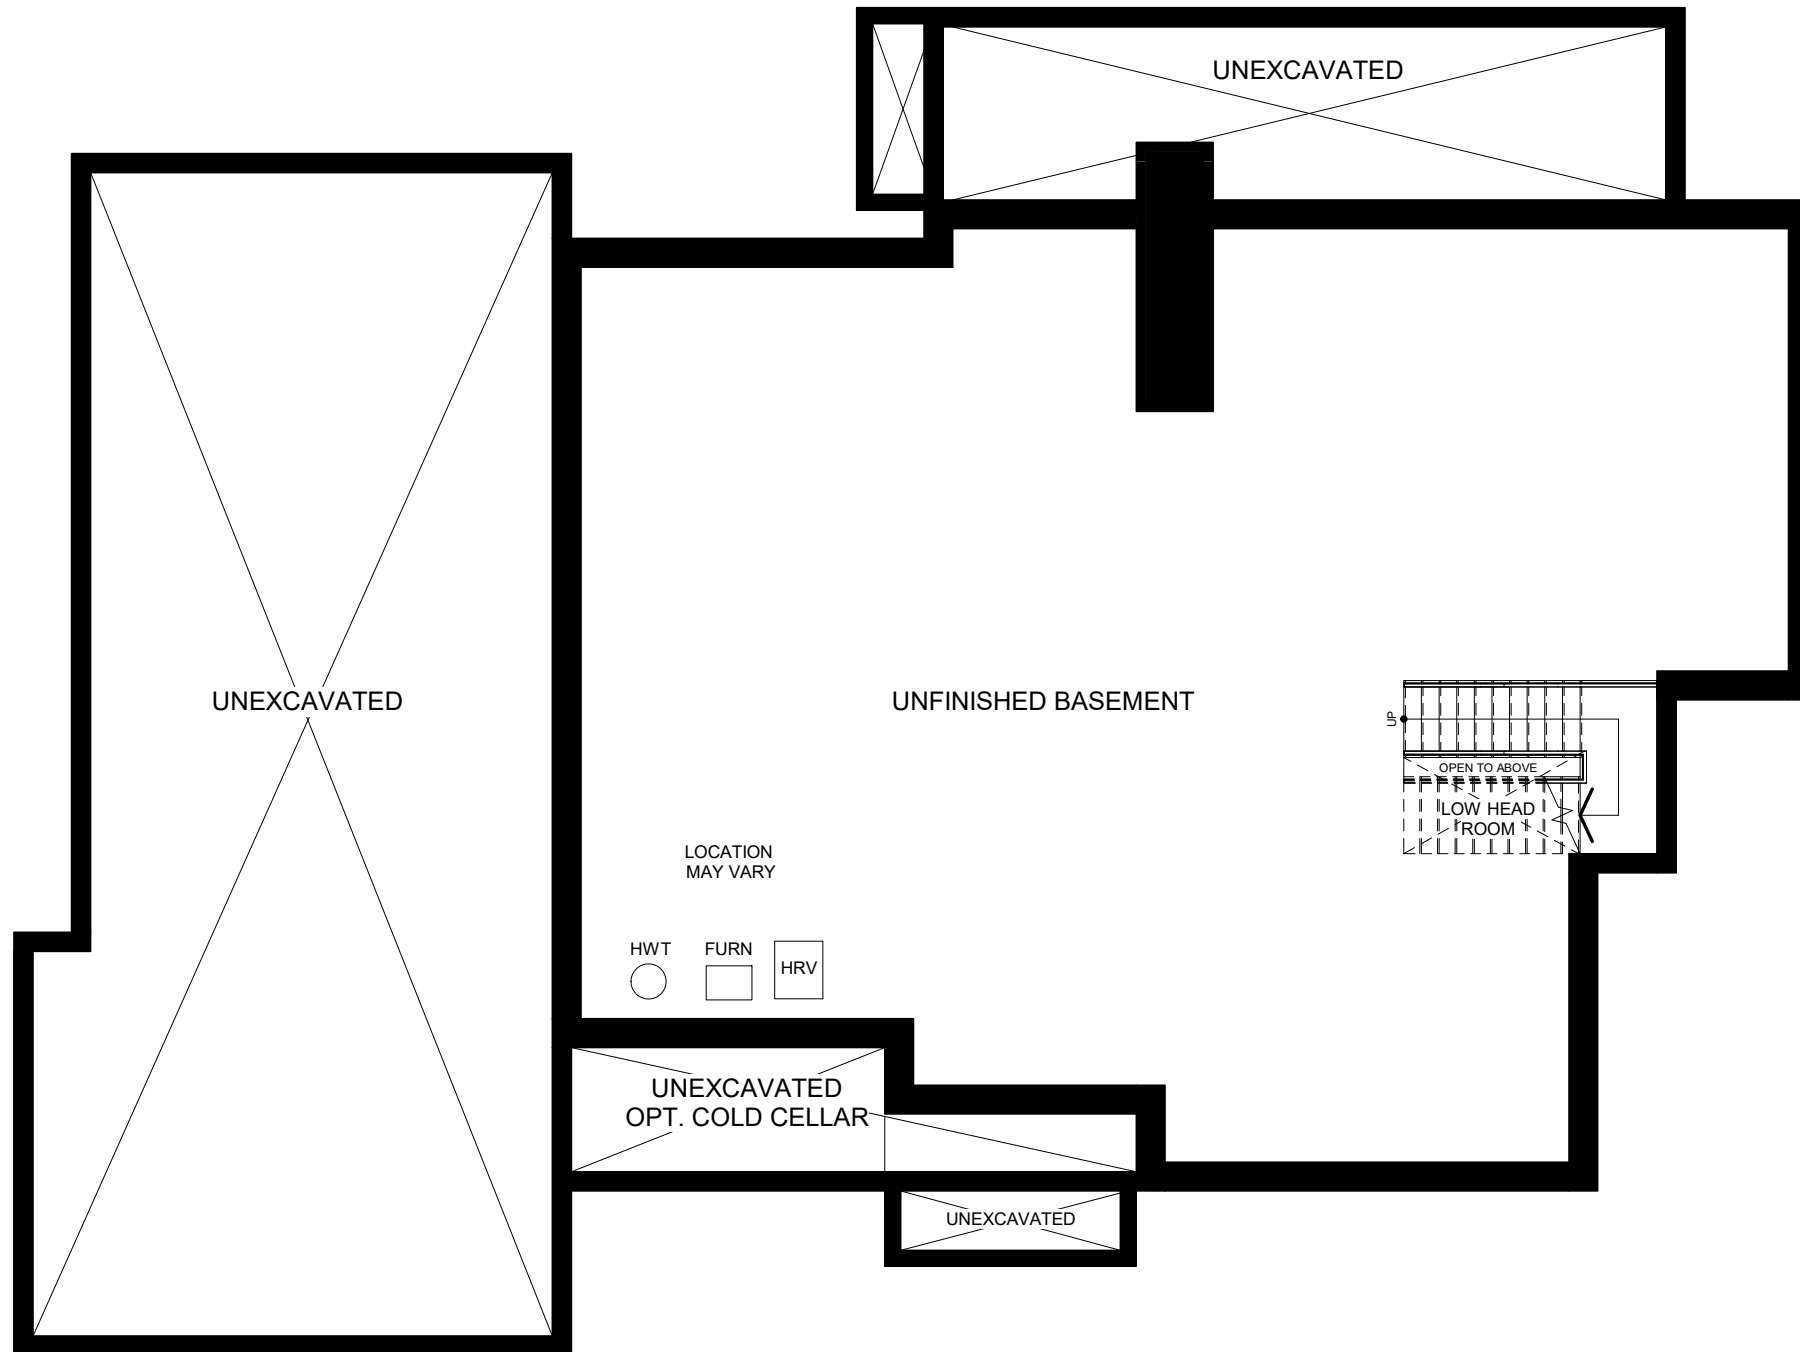 UNEXCAVATED
UNEXCAVATED
UNFINISHED BASEMENT
UP
OPEN TO ABOVE
LOW HEAD
ROOM
LOCATION
MAY VARY
HWT
FURN
HRV
UNEXCAVATED
OPT. COLD CELLAR
UNEXCAVATED